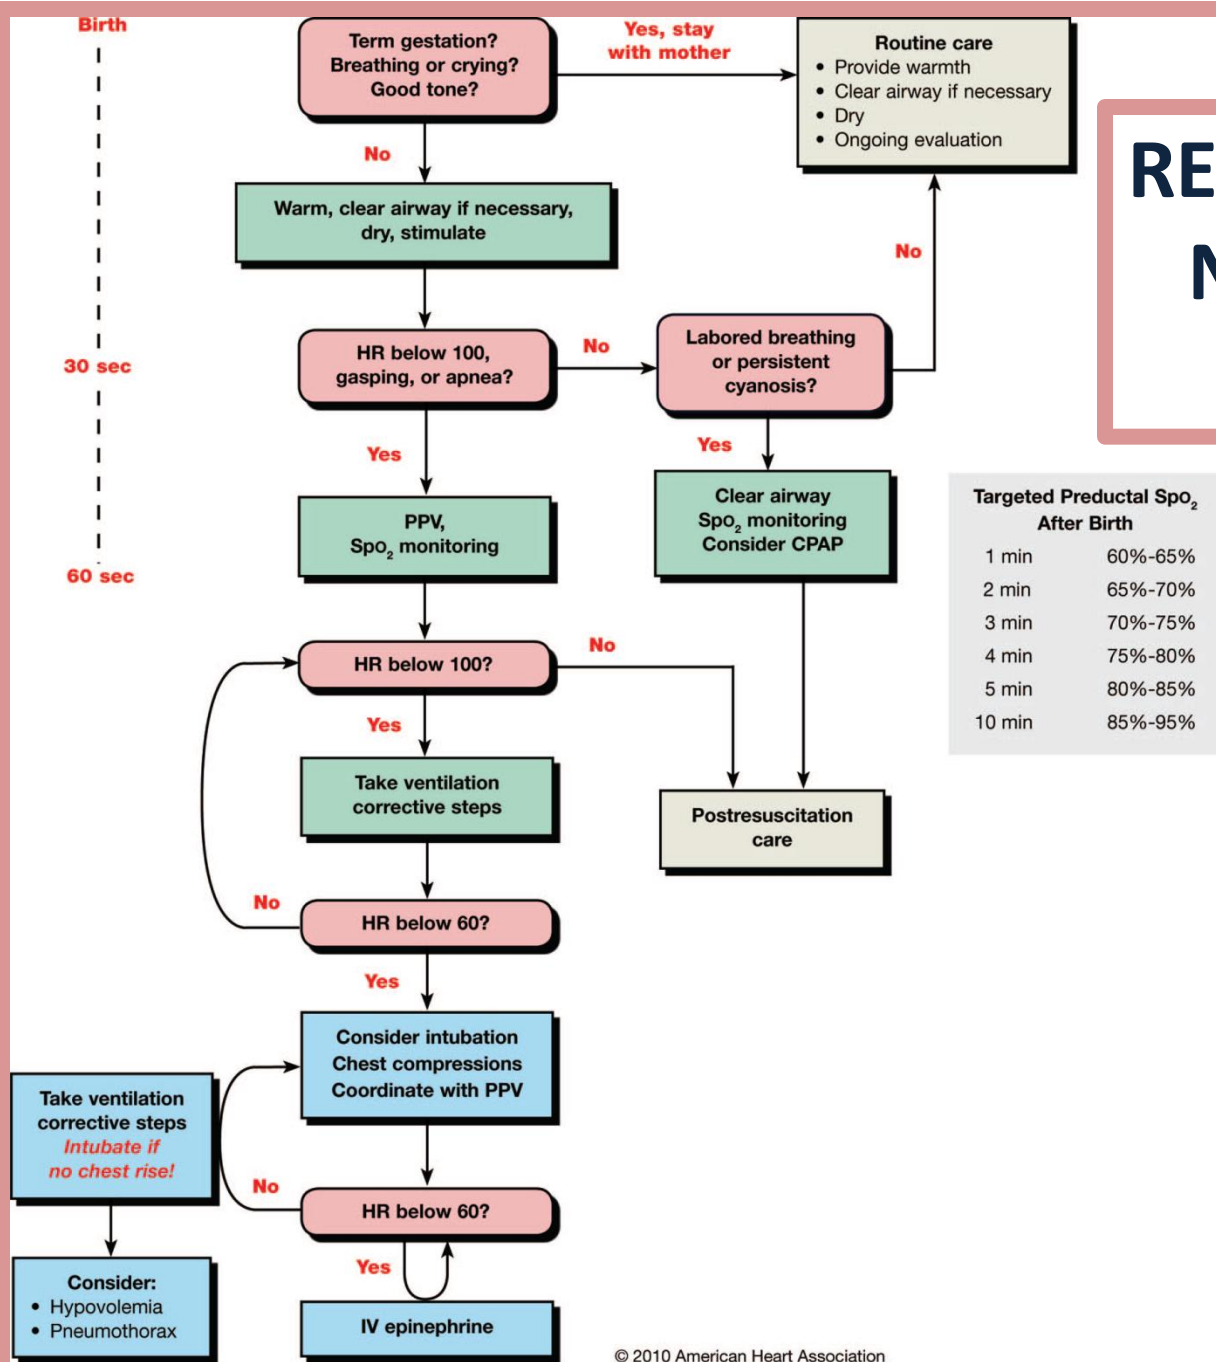 Birth
Term gestation?
Breathing or crying?
Good tone?
Yes, stay
with mother
Routine care
• Provide warmth
• Clear airway if necessary
• Dry
• Ongoing evaluation
No
Warm, clear airway if necessary,
dry, stimulate
No
30 sec
HR below 100,
gasping, or apnea?
No
Labored breathing
or persistent
cyanosis?
Yes
Yes
PPV,
SpO₂ monitoring
Clear airway
SpO₂ monitoring
Consider CPAP
60 sec
Targeted Preductal SpO₂
After Birth
1 min 60%-65%
2 min 65%-70%
3 min 70%-75%
4 min 75%-80%
5 min 80%-85%
10 min 85%-95%
HR below 100?
No
Yes
Take ventilation
corrective steps
Postresuscitation
care
No
HR below 60?
Yes
Consider intubation
Chest compressions
Coordinate with PPV
Take ventilation
corrective steps
Intubate if
no chest rise!
No
HR below 60?
Yes
Consider:
• Hypovolemia
• Pneumothorax
IV epinephrine
© 2010 American Heart Association